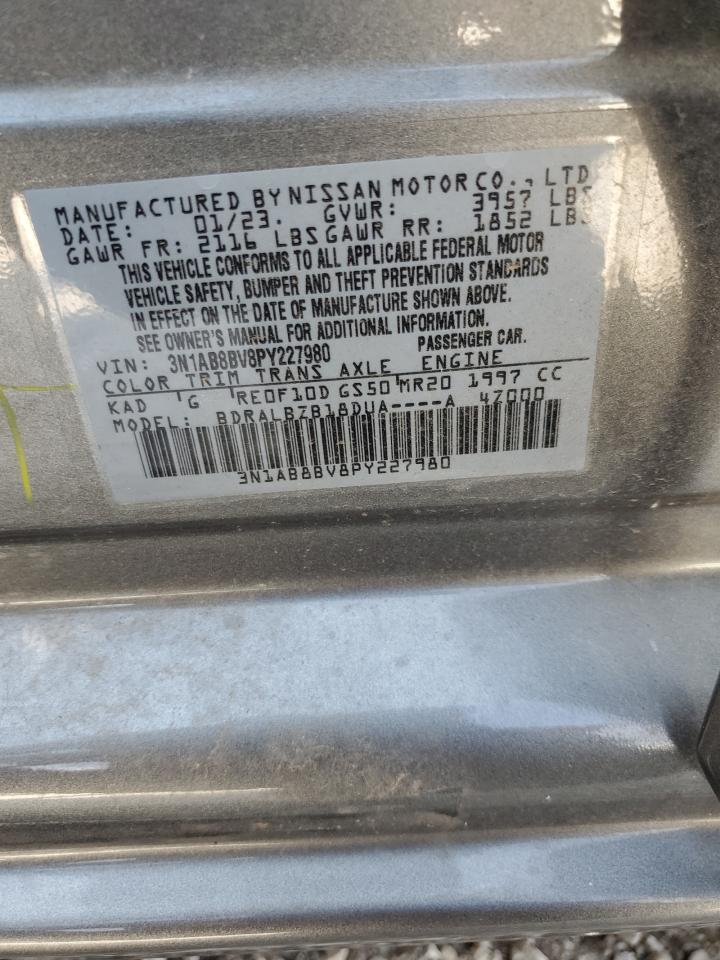 MANUFACTURED BY NISSAN MOTOR CO., LTD
DATE: 01/23. GVWR: 3957 LBS
GAWR FR: 2116 LBS GAWR RR: 1852 LBS
THIS VEHICLE CONFORMS TO ALL APPLICABLE FEDERAL MOTOR
VEHICLE SAFETY, BUMPER AND THEFT PREVENTION STANDARDS
IN EFFECT ON THE DATE OF MANUFACTURE SHOWN ABOVE.
SEE OWNER'S MANUAL FOR ADDITIONAL INFORMATION.
VIN: 3N1AB8BV8PY227980 PASSENGER CAR.
COLOR TRIM TRANS AXLE ENGINE
KAD G RE0F10D GS50 MR20 1997 CC
MODEL: BDRALBZB18DUA----A 4Z000
3N1AB8BV8PY227980